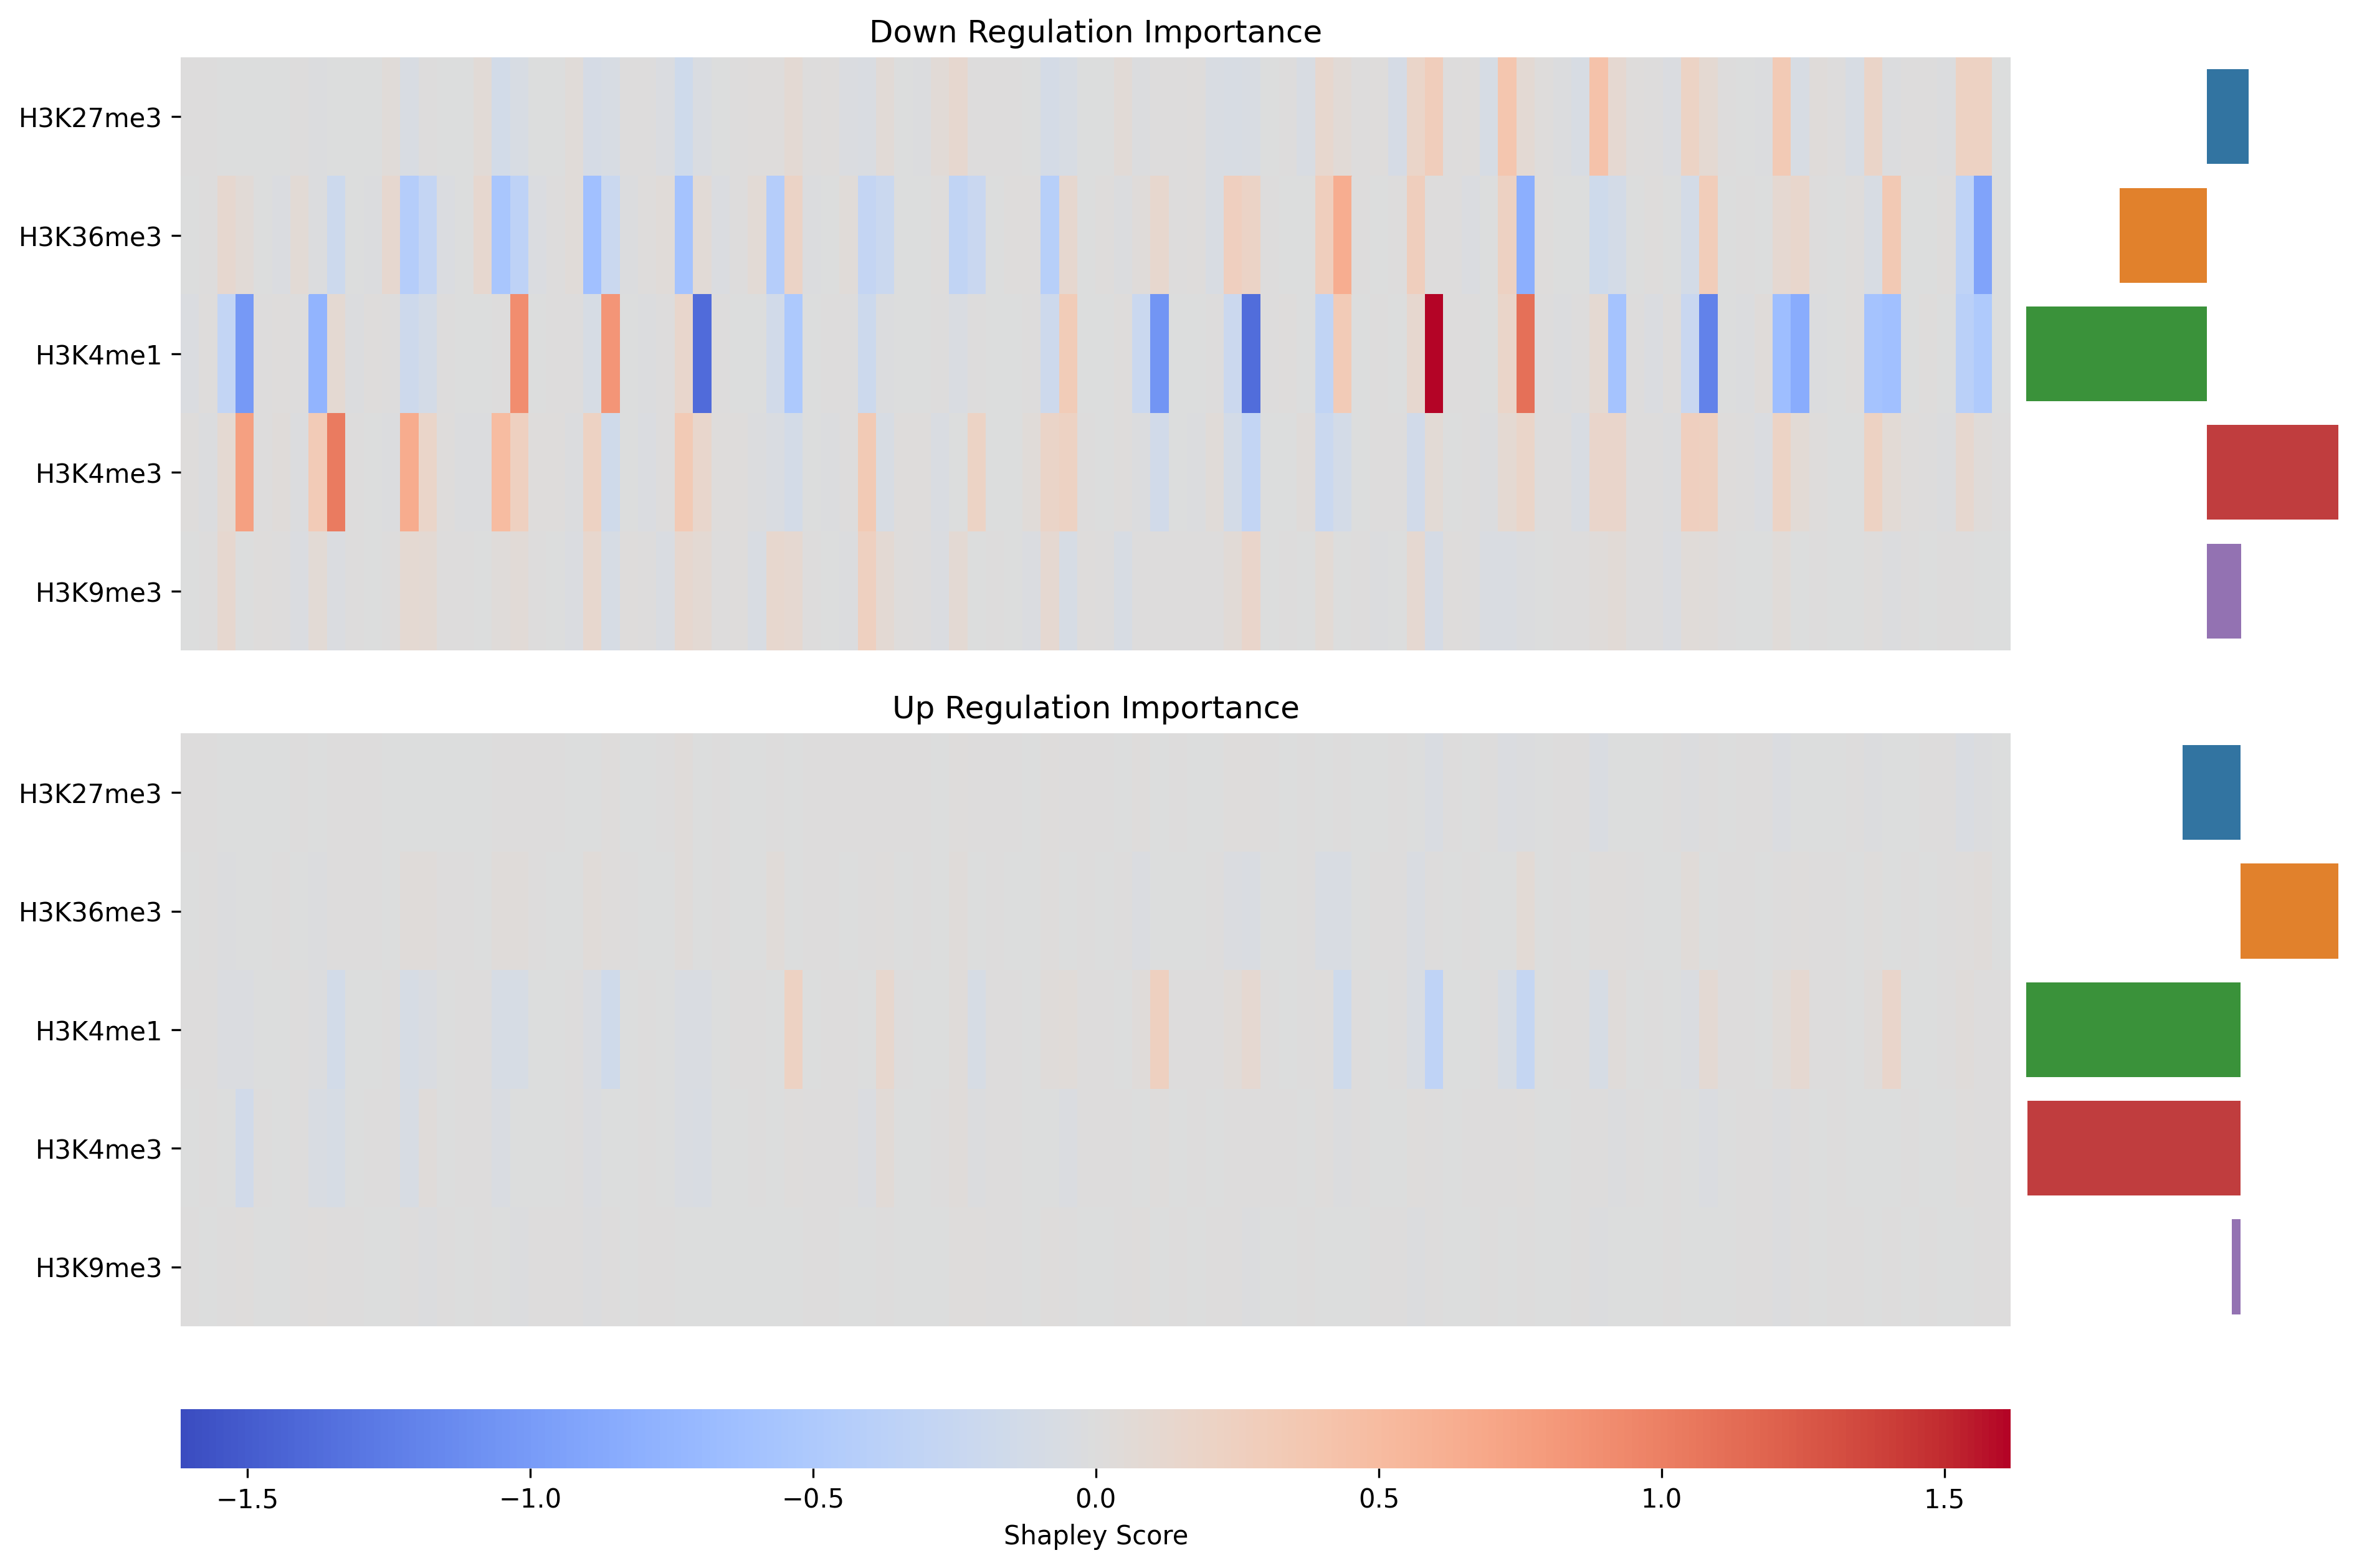 Down Regulation Importance
H3K27me3
H3K36me3
H3K4me1
H3K4me3
H3K9me3
Up Regulation Importance
H3K27me3
H3K36me3
H3K4me1
H3K4me3
H3K9me3
−1.5 −1.0 −0.5 0.0 0.5 1.0 1.5
Shapley Score